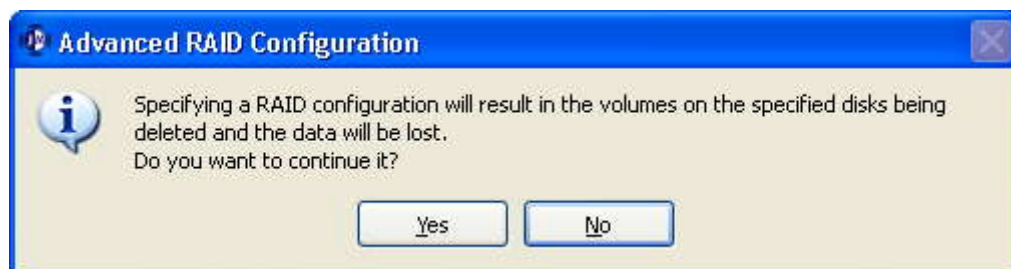 Advanced RAID Configuration
Specifying a RAID configuration will result in the volumes on the specified disks being
deleted and the data will be lost.
Do you want to continue it?
Yes
No